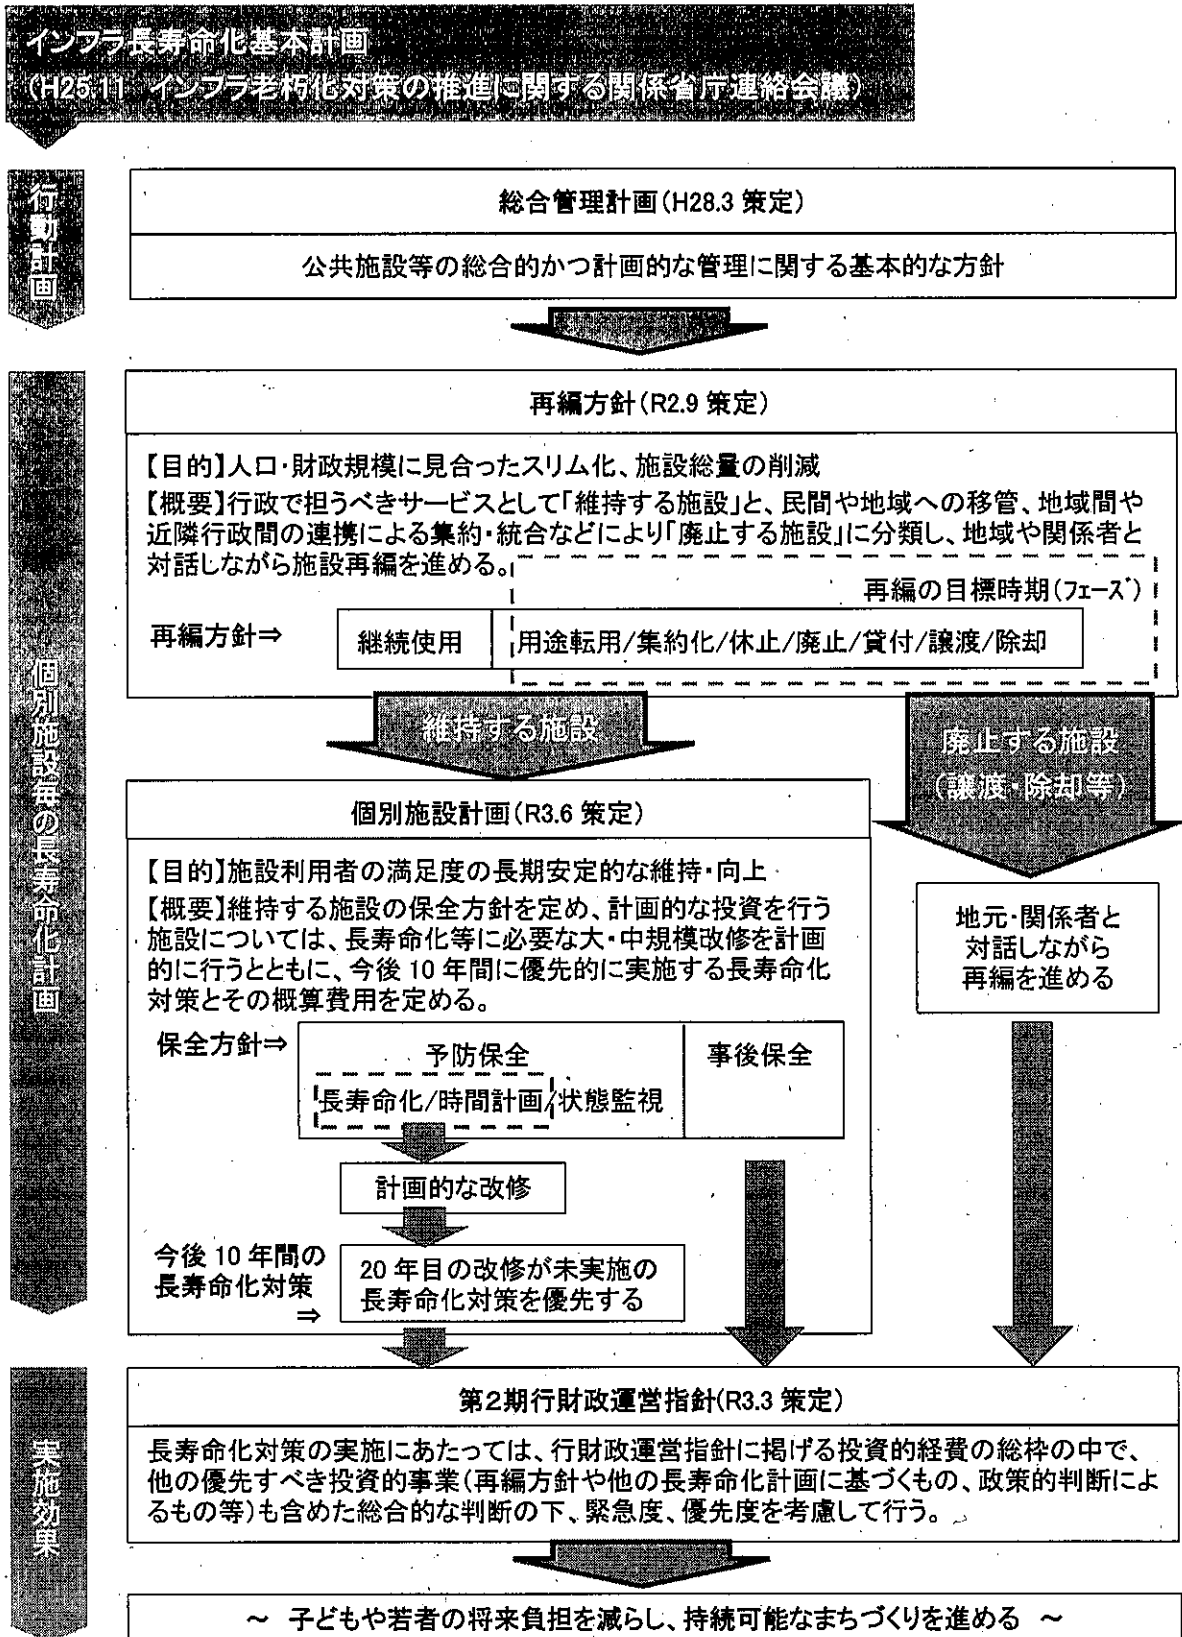 インフラ長寿命化基本計画
(H25.11 インフラ老朽化対策の推進に関する関係省庁連絡会議)
行動計画
総合管理計画(H28.3 策定)
公共施設等の総合的かつ計画的な管理に関する基本的な方針
個別施設毎の長寿命化計画
再編方針(R2.9 策定)
【目的】人口・財政規模に見合ったスリム化、施設総量の削減
【概要】行政で担うべきサービスとして「維持する施設」と、民間や地域への移管、地域間や
近隣行政間の連携による集約・統合などにより「廃止する施設」に分類し、地域や関係者と
対話しながら施設再編を進める。
再編の目標時期(フェーズ)
再編方針⇒
継続使用
用途転用/集約化/休止/廃止/貸付/譲渡/除却
維持する施設
廃止する施設
(譲渡・除却等)
個別施設計画(R3.6 策定)
【目的】施設利用者の満足度の長期安定的な維持・向上
【概要】維持する施設の保全方針を定め、計画的な投資を行う
施設については、長寿命化等に必要な大・中規模改修を計画
的に行うとともに、今後 10 年間に優先的に実施する長寿命化
対策とその概算費用を定める。
地元・関係者と
対話しながら
再編を進める
保全方針⇒
予防保全
事後保全
長寿命化/時間計画/状態監視
計画的な改修
今後 10 年間の
長寿命化対策
⇒
20 年目の改修が未実施の
長寿命化対策を優先する
実施効果
第2期行財政運営指針(R3.3 策定)
長寿命化対策の実施にあたっては、行財政運営指針に掲げる投資的経費の総枠の中で、
他の優先すべき投資的事業(再編方針や他の長寿命化計画に基づくもの、政策的判断によ
るもの等)も含めた総合的な判断の下、緊急度、優先度を考慮して行う。
～ 子どもや若者の将来負担を減らし、持続可能なまちづくりを進める ～